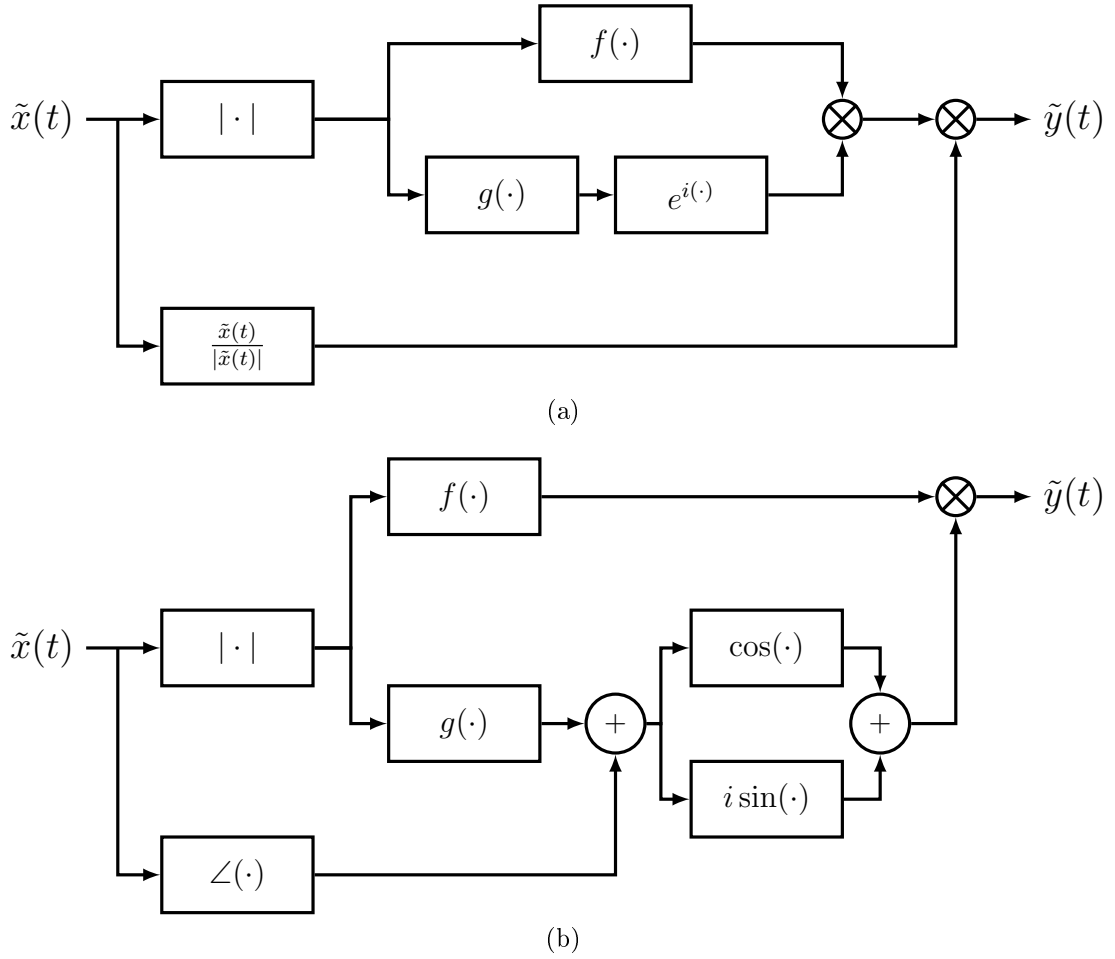 f(·)
x̃(t) |·| ỹ(t)
g(·) e^{i(·)}
x̃(t)/|x̃(t)|
(a)
f(·) ỹ(t)
x̃(t) |·| cos(·)
g(·) + +
i sin(·)
∠(·)
(b)